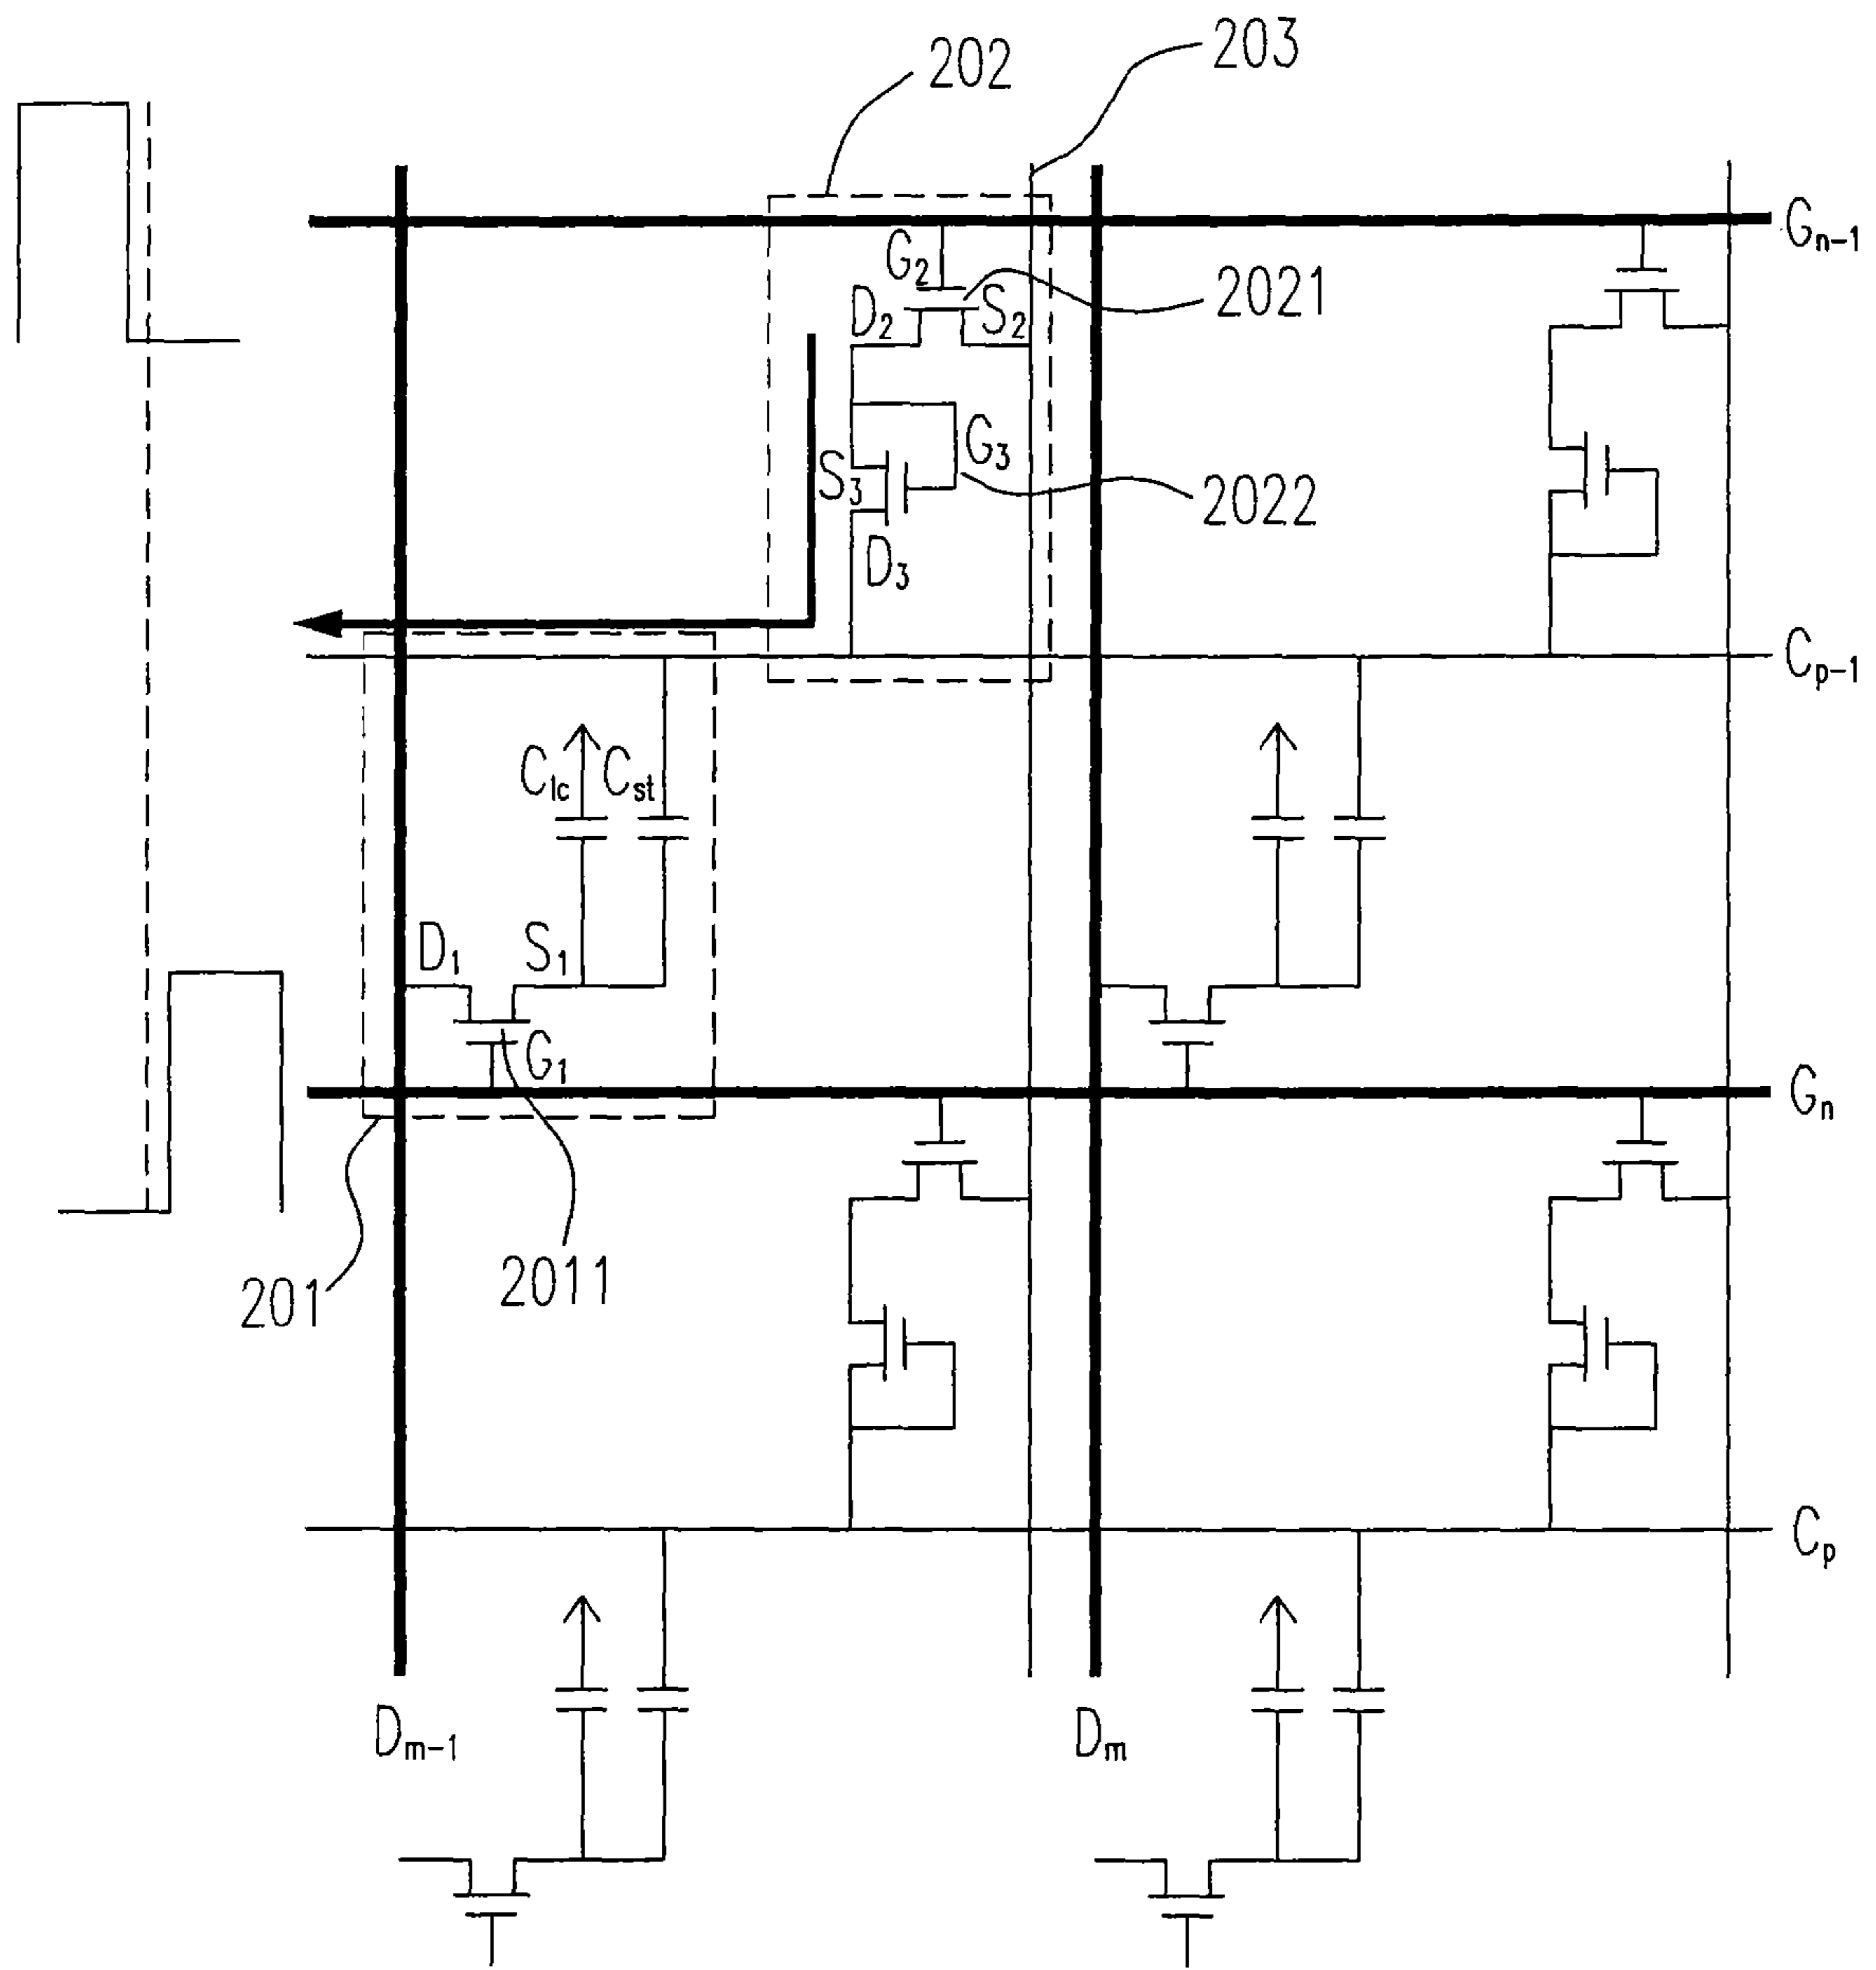 203
202
Gn-1
G2
D2
S2
2021
G3
S3
2022
D3
Cp-1
Clc
Cst
D1
S1
G1
Gn
2011
201
Cp
Dm-1
Dm